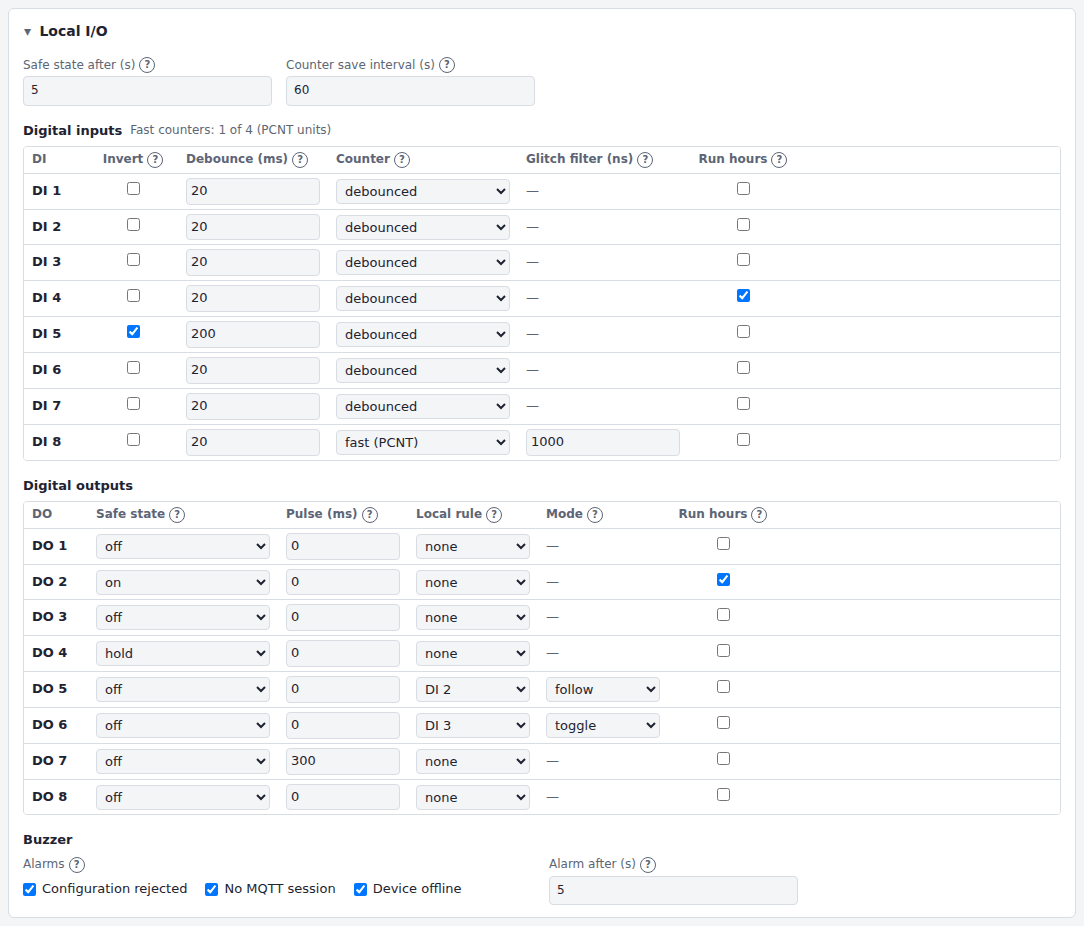 ▾ Local I/O
Safe state after (s) ? Counter save interval (s) ?
5 60
Digital inputs Fast counters: 1 of 4 (PCNT units)
DI Invert ? Debounce (ms) ? Counter ? Glitch filter (ns) ? Run hours ?
DI 1 20 debounced —
DI 2 20 debounced —
DI 3 20 debounced —
DI 4 20 debounced —
DI 5 200 debounced —
DI 6 20 debounced —
DI 7 20 debounced —
DI 8 20 fast (PCNT) 1000
Digital outputs
DO Safe state ? Pulse (ms) ? Local rule ? Mode ? Run hours ?
DO 1 off 0 none —
DO 2 on 0 none —
DO 3 off 0 none —
DO 4 hold 0 none —
DO 5 off 0 DI 2 follow
DO 6 off 0 DI 3 toggle
DO 7 off 300 none —
DO 8 off 0 none —
Buzzer
Alarms ? Alarm after (s) ?
Configuration rejected No MQTT session Device offline 5